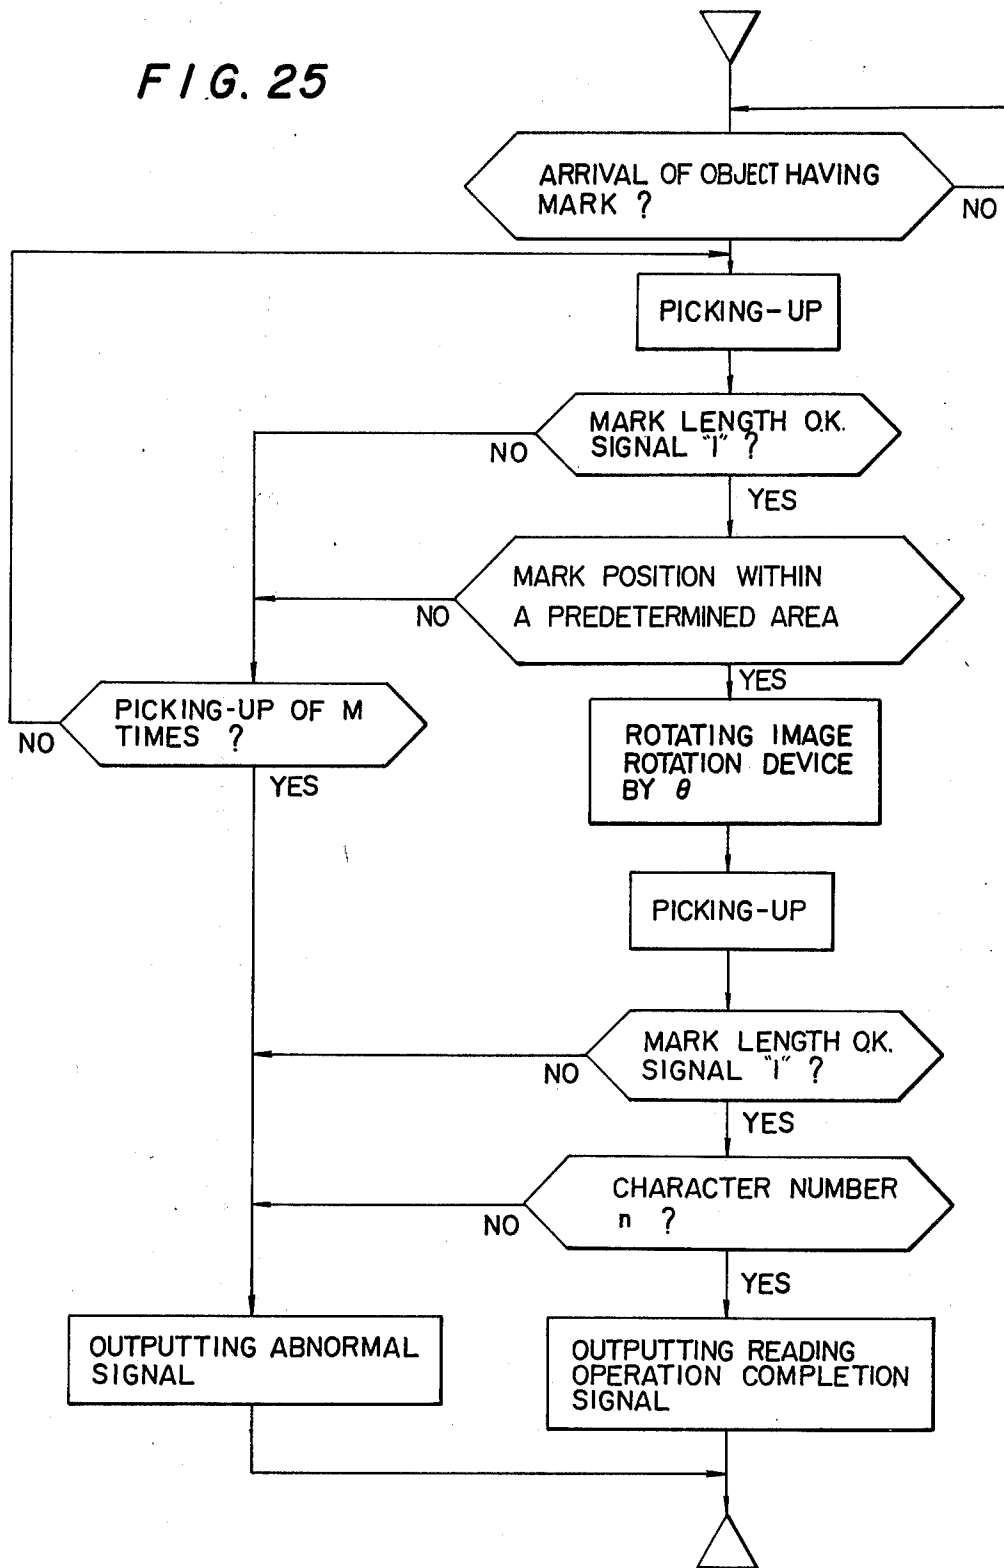 FIG. 25
ARRIVAL OF OBJECT HAVING
MARK ?
NO
PICKING-UP
MARK LENGTH O.K.
SIGNAL "1" ?
NO
YES
MARK POSITION WITHIN
A PREDETERMINED AREA
NO
YES
PICKING-UP OF M
TIMES ?
NO
YES
ROTATING IMAGE
ROTATION DEVICE
BY θ
PICKING-UP
MARK LENGTH O.K.
SIGNAL "1" ?
NO
YES
CHARACTER NUMBER
n ?
NO
YES
OUTPUTTING ABNORMAL
SIGNAL
OUTPUTTING READING
OPERATION COMPLETION
SIGNAL